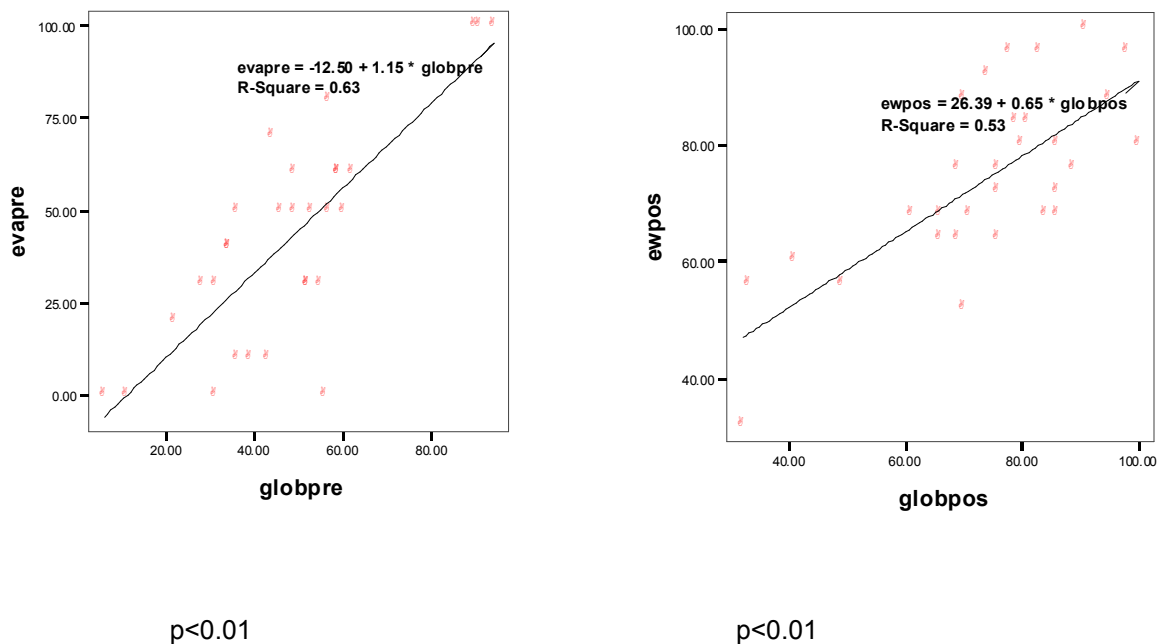 100.00
75.00
50.00
25.00
0.00
evapre
evapre = -12.50 + 1.15 * globpre
R-Square = 0.63
20.00 40.00 60.00 80.00
globpre
p<0.01
100.00
80.00
60.00
40.00
ewpos
ewpos = 26.39 + 0.65 * globpos
R-Square = 0.53
40.00 60.00 80.00 100.00
globpos
p<0.01